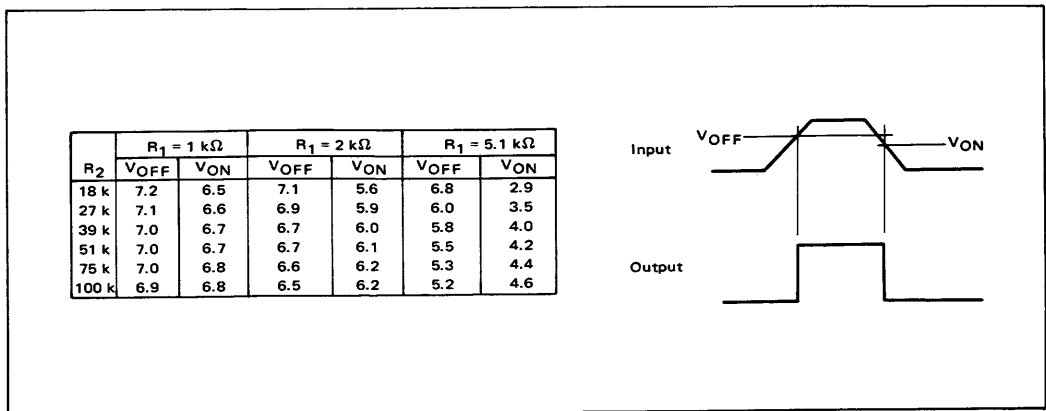 R₁ = 1 kΩ R₁ = 2 kΩ R₁ = 5.1 kΩ
R₂ VOFF VON VOFF VON VOFF VON
18 k 7.2 6.5 7.1 5.6 6.8 2.9
27 k 7.1 6.6 6.9 5.9 6.0 3.5
39 k 7.0 6.7 6.7 6.0 5.8 4.0
51 k 7.0 6.7 6.7 6.1 5.5 4.2
75 k 7.0 6.8 6.6 6.2 5.3 4.4
100 k 6.9 6.8 6.5 6.2 5.2 4.6
Input VOFF VON
Output